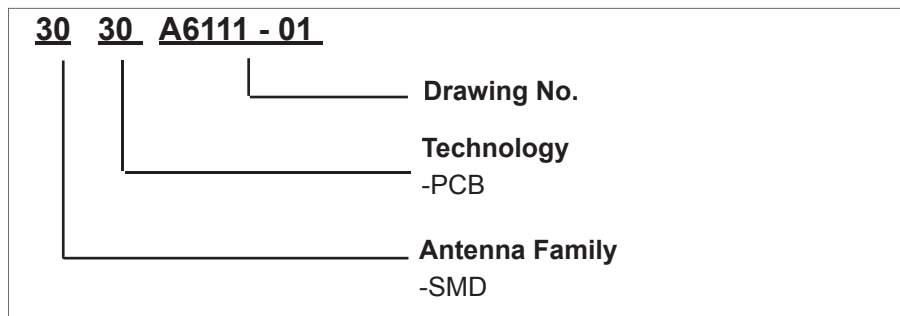 30 30 A6111 - 01
Drawing No.
Technology
-PCB
Antenna Family
-SMD